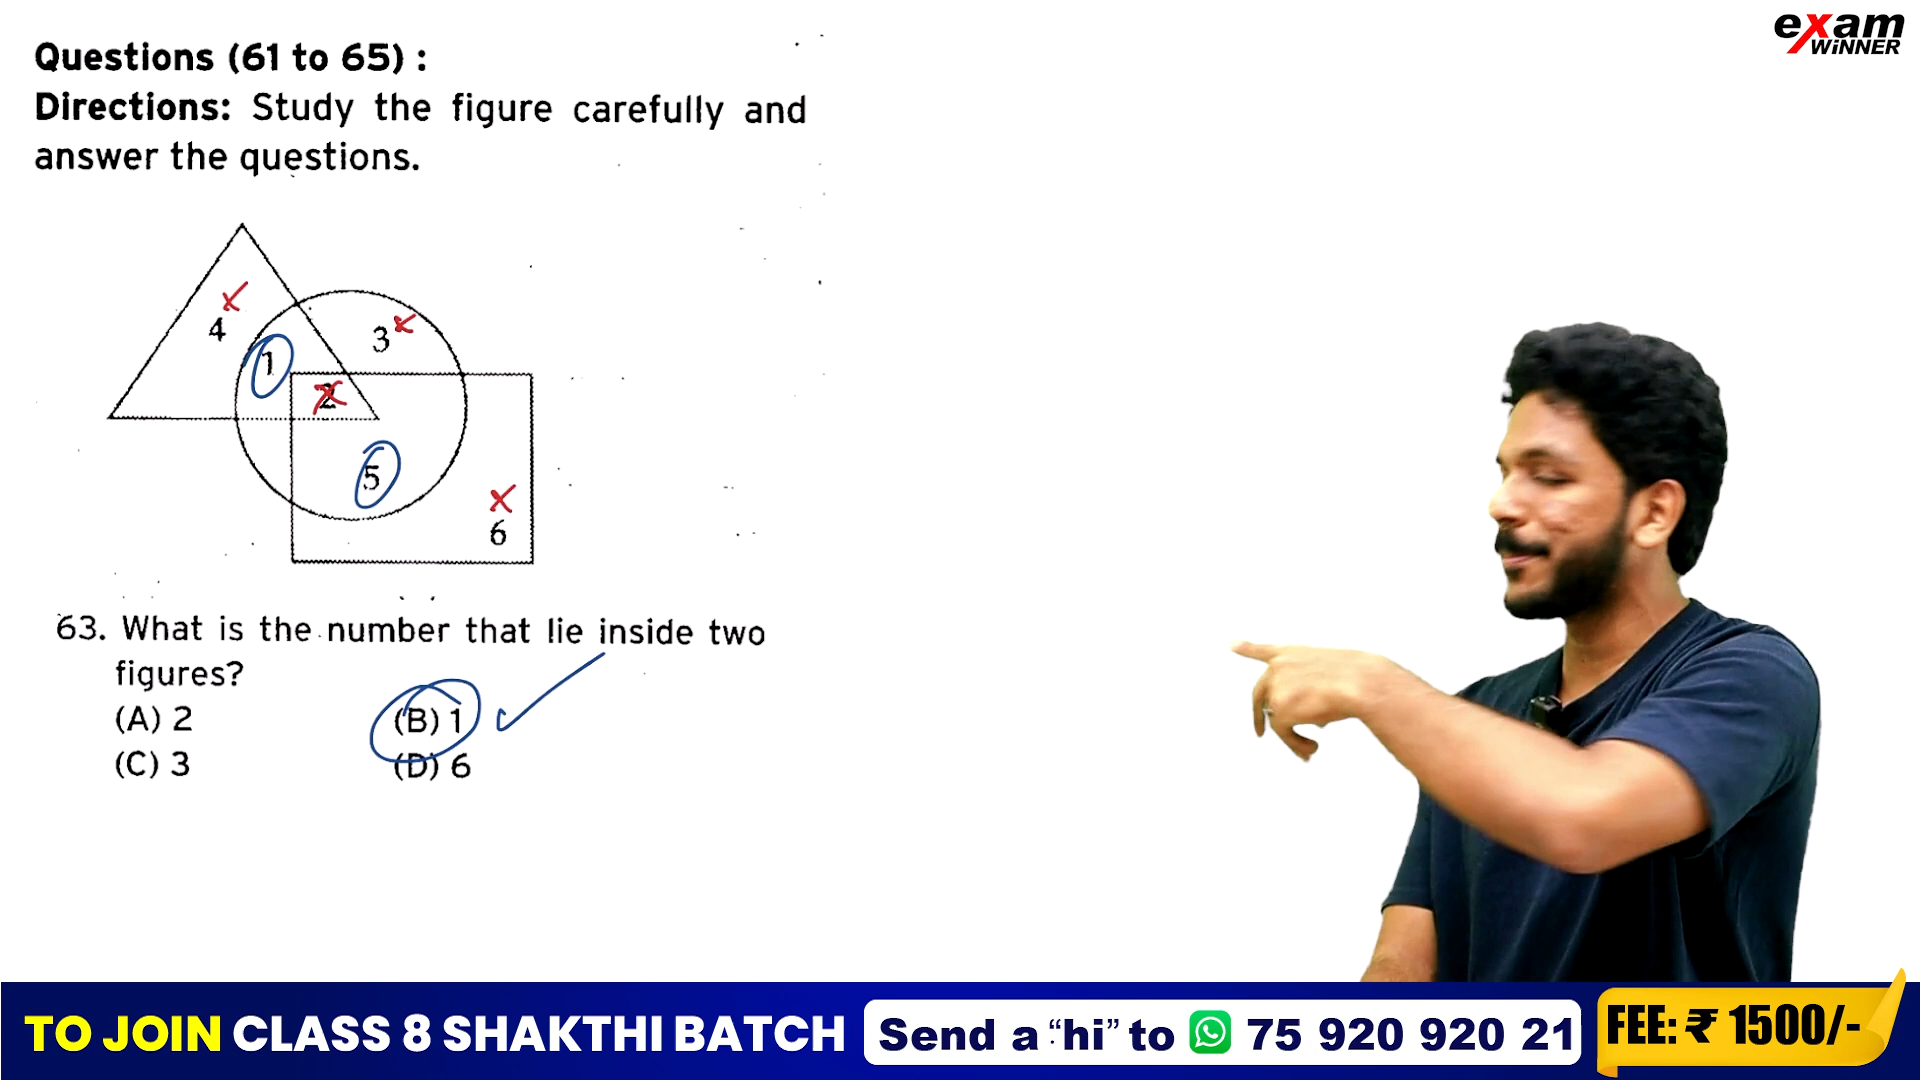 exam
WiNNER
Questions (61 to 65) :
Directions: Study the figure carefully and
answer the questions.
4
3
1
2
5
6
63. What is the number that lie inside two
figures?
(A) 2 (B) 1
(C) 3 (D) 6
TO JOIN CLASS 8 SHAKTHI BATCH Send a “hi” to 75 920 920 21 FEE: ₹ 1500/-